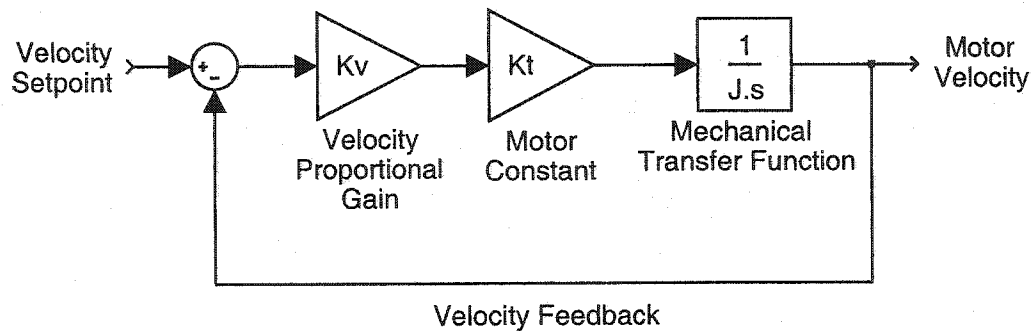 Velocity
Setpoint
+
-
Kv
Kt
1
J.s
Motor
Velocity
Velocity
Proportional
Gain
Motor
Constant
Mechanical
Transfer Function
Velocity Feedback